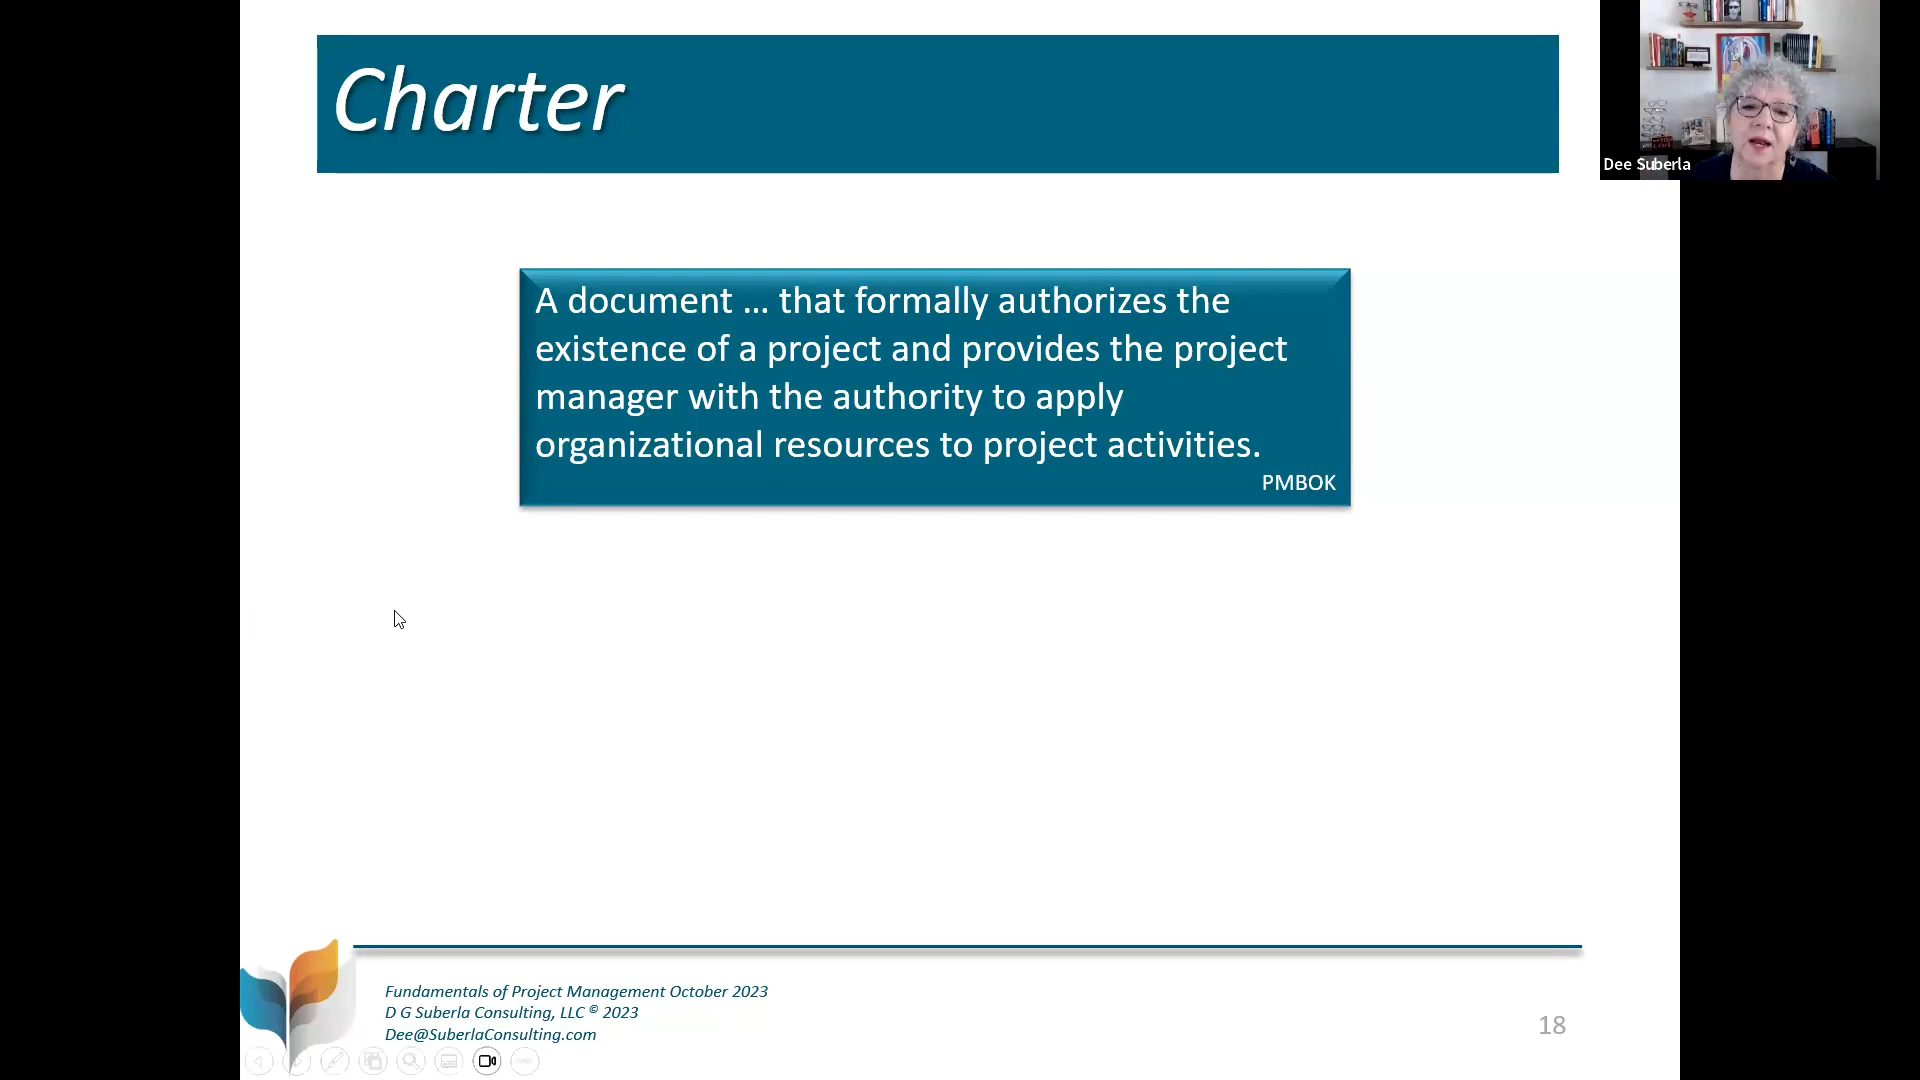 Charter
Dee Suberla
A document ... that formally authorizes the
existence of a project and provides the project
manager with the authority to apply
organizational resources to project activities.
PMBOK
Fundamentals of Project Management October 2023
D G Suberla Consulting, LLC © 2023
Dee@SuberlaConsulting.com
18